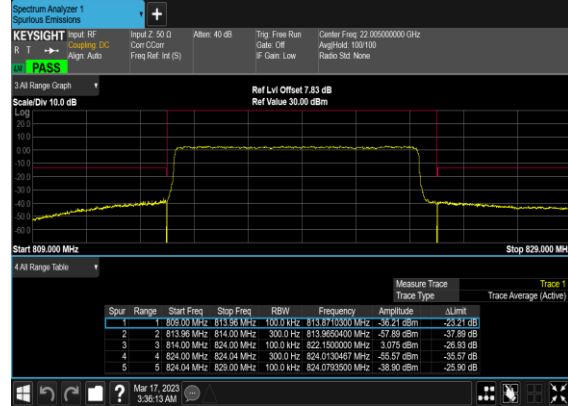 Spectrum Analyzer 1
Spurious Emissions
KEYSIGHT Input: RF Input Z: 50 Ω Atten: 40 dB Trig: Free Run Center Freq: 22.005000000 GHz
R T Coupling: DC Corr CCorr Gate: Off Avg|Hold: 100/100
Align: Auto Freq Ref: Int (S) IF Gain: Low Radio Std: None
PASS
3 All Range Graph
Ref Lvl Offset 7.83 dB
Scale/Div 10.0 dB Ref Value 30.00 dBm
Log
20.0
10.0
0.00
-10.0
-20.0
-30.0
-40.0
-50.0
-60.0
Start 809.000 MHz Stop 829.000 MHz
4 All Range Table
Measure Trace Trace 1
Trace Type Trace Average (Active)
Spur Range Start Freq Stop Freq RBW Frequency Amplitude ΔLimit
1 1 809.00 MHz 813.96 MHz 100.0 kHz 813.8710300 MHz -36.21 dBm -23.21 dB
2 2 813.96 MHz 814.00 MHz 300.0 Hz 813.9650400 MHz -57.89 dBm -37.89 dB
3 3 814.00 MHz 824.00 MHz 100.0 kHz 822.1500000 MHz 3.075 dBm -26.93 dB
4 4 824.00 MHz 824.04 MHz 300.0 Hz 824.0130467 MHz -55.57 dBm -35.57 dB
5 5 824.04 MHz 829.00 MHz 100.0 kHz 824.0793500 MHz -38.90 dBm -25.90 dB
Mar 17, 2023
3:36:13 AM